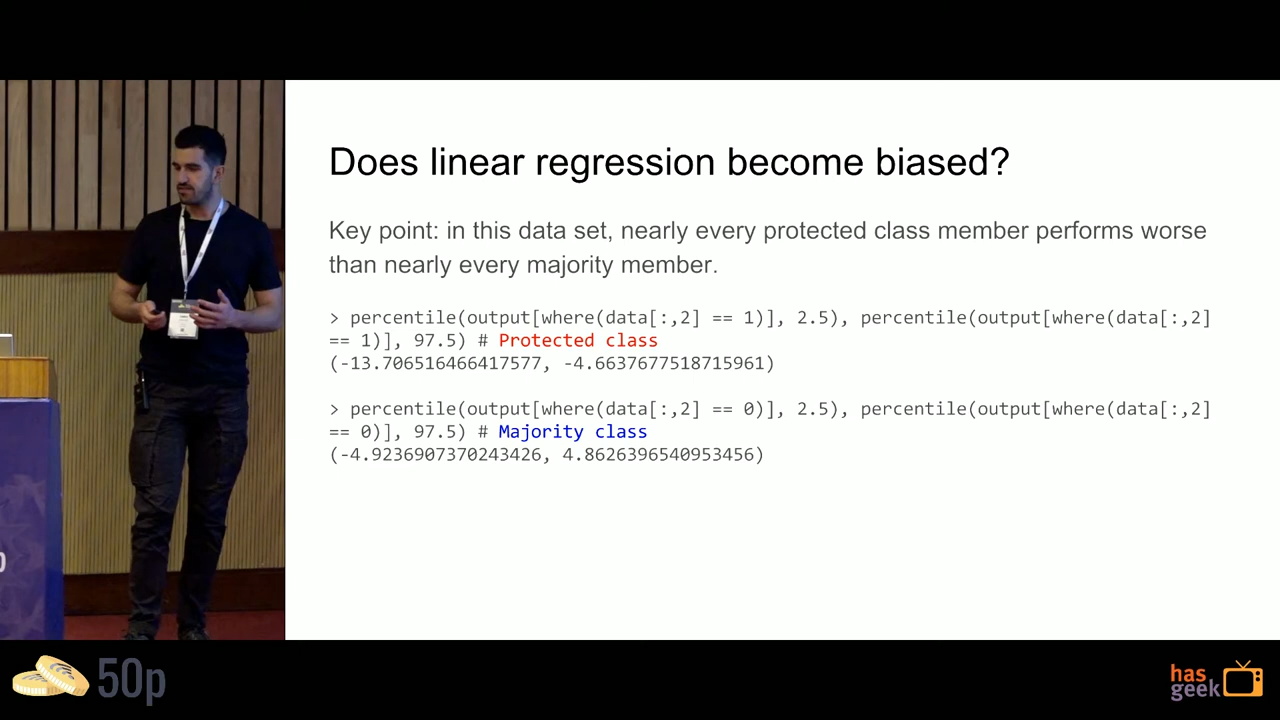 Does linear regression become biased?
Key point: in this data set, nearly every protected class member performs worse
than nearly every majority member.
> percentile(output[where(data[:,2] == 1)], 2.5), percentile(output[where(data[:,2]
== 1)], 97.5) # Protected class
(-13.706516466417577, -4.6637677518715961)
> percentile(output[where(data[:,2] == 0)], 2.5), percentile(output[where(data[:,2]
== 0)], 97.5) # Majority class
(-4.9236907370243426, 4.8626396540953456)
50p
has
geek